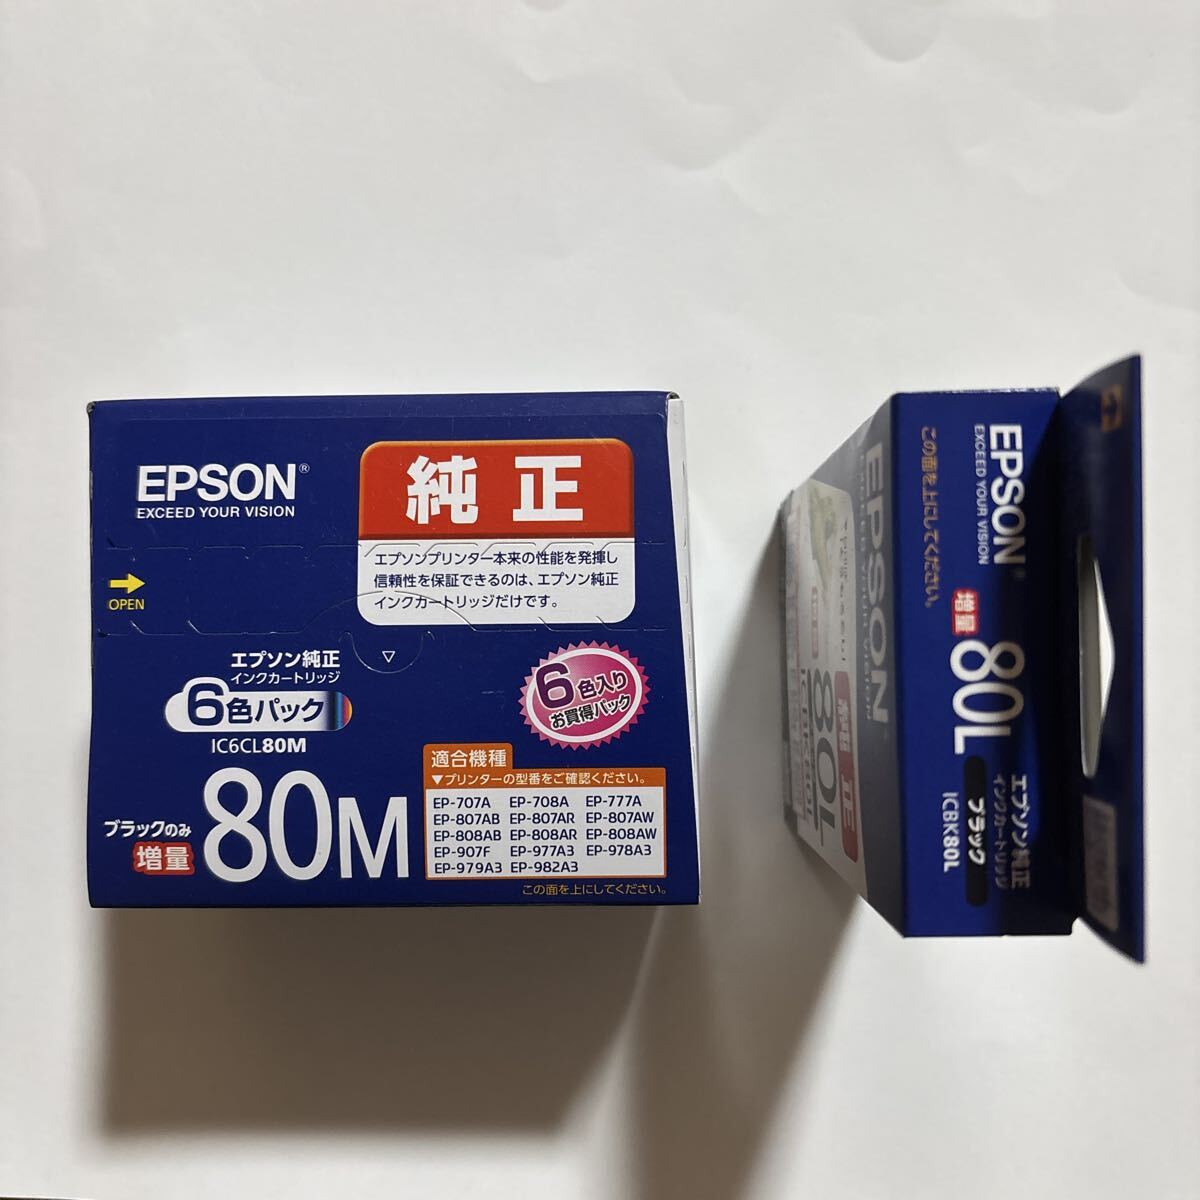 EPSON®
EXCEED YOUR VISION
純正
エプソンプリンター本来の性能を発揮し
信頼性を保証できるのは、エプソン純正
インクカートリッジだけです。
OPEN
エプソン純正
インクカートリッジ
6色パック
IC6CL80M
6色入り
お買得パック
ブラックのみ
増量
80M
適合機種
▼プリンターの型番をご確認ください。
EP-707A EP-708A EP-777A
EP-807AB EP-807AR EP-807AW
EP-808AB EP-808AR EP-808AW
EP-907F EP-977A3 EP-978A3
EP-979A3 EP-982A3
この面を上にしてください。
EPSON
EXCEED YOUR VISION
この面を上にしてください。
増量
80L
エプソン純正
インクカートリッジ
ブラック
ICBK80L
EPSON
EXCEED YOUR VISION
80L
ICBK80L